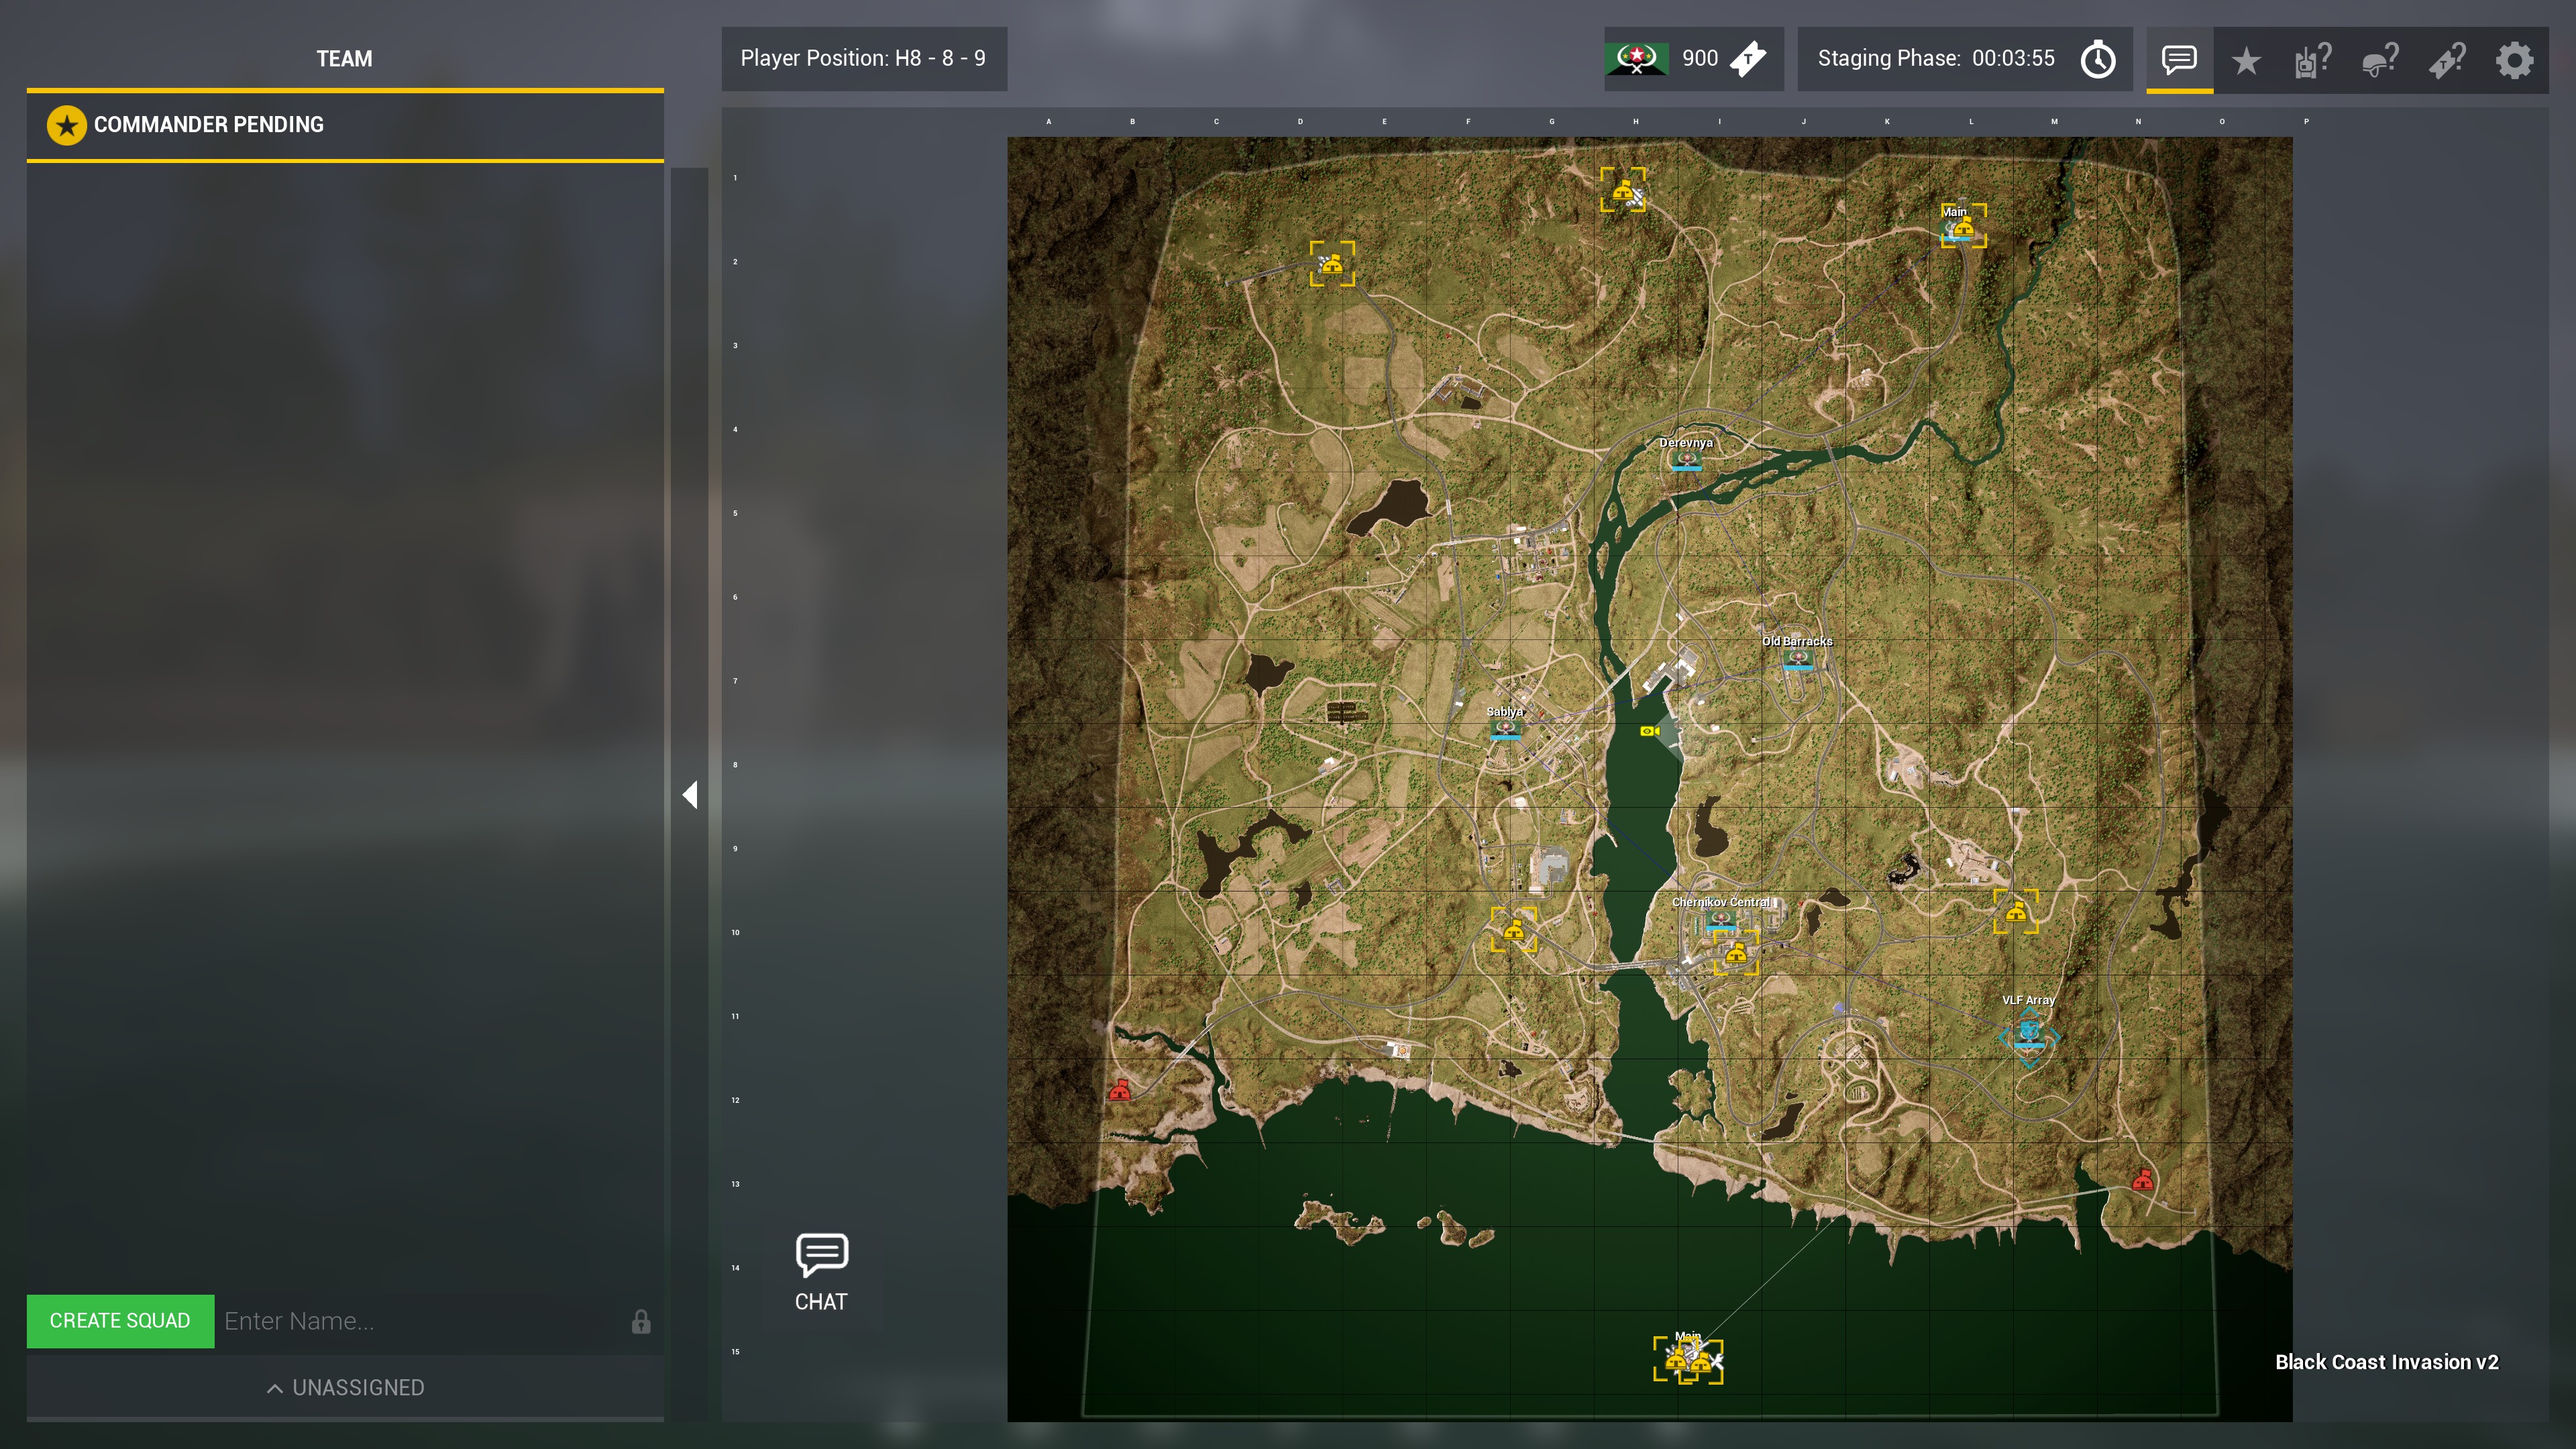 TEAM
Player Position: H8 - 8 - 9
T
900
Staging Phase: 00:03:55
? ? T?
COMMANDER PENDING
A B C D E F G H I J K L M N O P
1
Main
2
3
4
Derevnya
5
6
Old Barracks
7
Sablya
8
9
Chernikov Central
10
VLF Array
11
12
13
14
CHAT
CREATE SQUAD
Enter Name...
Main
15
Black Coast Invasion v2
UNASSIGNED